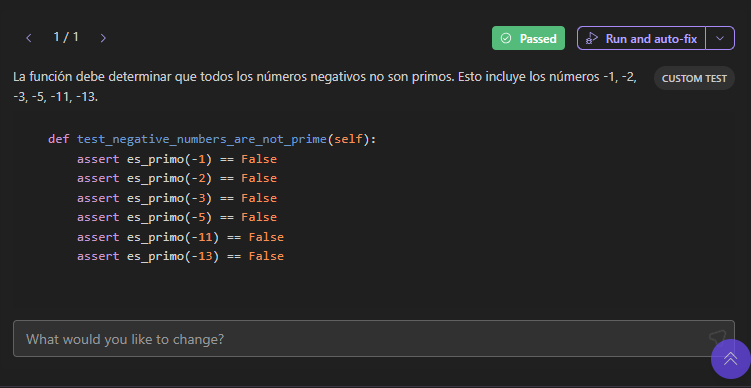 1 / 1
Passed
Run and auto-fix
La función debe determinar que todos los números negativos no son primos. Esto incluye los números -1, -2,
-3, -5, -11, -13.
CUSTOM TEST
def test_negative_numbers_are_not_prime(self):
    assert es_primo(-1) == False
    assert es_primo(-2) == False
    assert es_primo(-3) == False
    assert es_primo(-5) == False
    assert es_primo(-11) == False
    assert es_primo(-13) == False
What would you like to change?